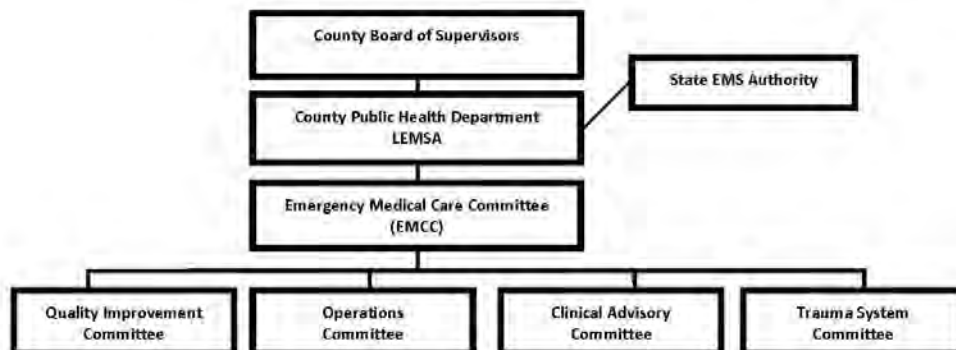 County Board of Supervisors
State EMS Authority
County Public Health Department
LEMSA
Emergency Medical Care Committee
(EMCC)
Quality Improvement
Committee
Operations
Committee
Clinical Advisory
Committee
Trauma System
Committee